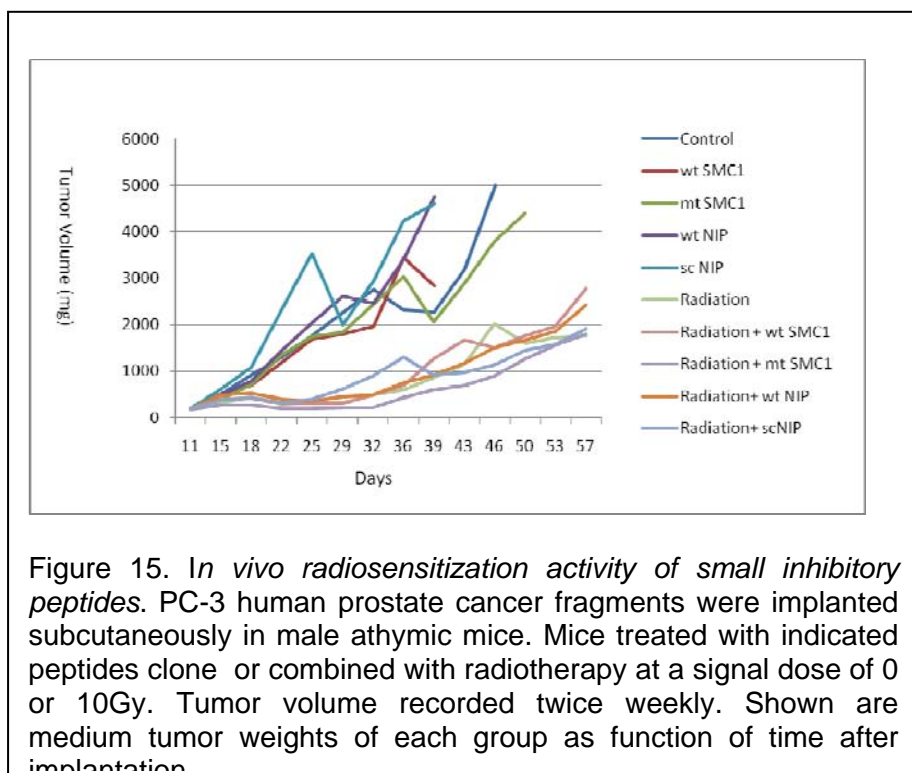 6000
5000
4000
3000
2000
1000
0
Tumor Volume (mg)
11 15 18 22 25 29 32 36 39 43 46 50 53 57
Days
Control
wt SMC1
mt SMC1
wt NIP
sc NIP
Radiation
Radiation + wt SMC1
Radiation + mt SMC1
Radiation+ wt NIP
Radiation+ scNIP
Figure 15. In vivo radiosensitization activity of small inhibitory
peptides. PC-3 human prostate cancer fragments were implanted
subcutaneously in male athymic mice. Mice treated with indicated
peptides clone or combined with radiotherapy at a signal dose of 0
or 10Gy. Tumor volume recorded twice weekly. Shown are
medium tumor weights of each group as function of time after
implantation